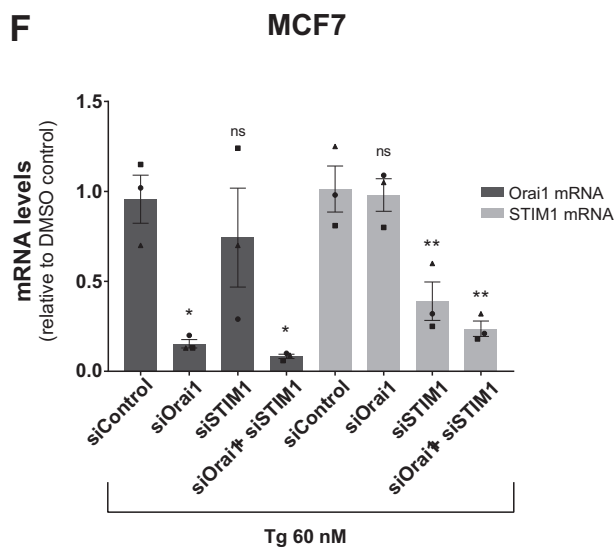 F
MCF7
mRNA levels
(relative to DMSO control)
1.5
1.0
0.5
0.0
*
ns
*
ns
**
**
Orai1 mRNA
STIM1 mRNA
siControl
siOrai1
siSTIM1
siOrai1+ siSTIM1
siControl
siOrai1
siSTIM1
siOrai1+ siSTIM1
Tg 60 nM